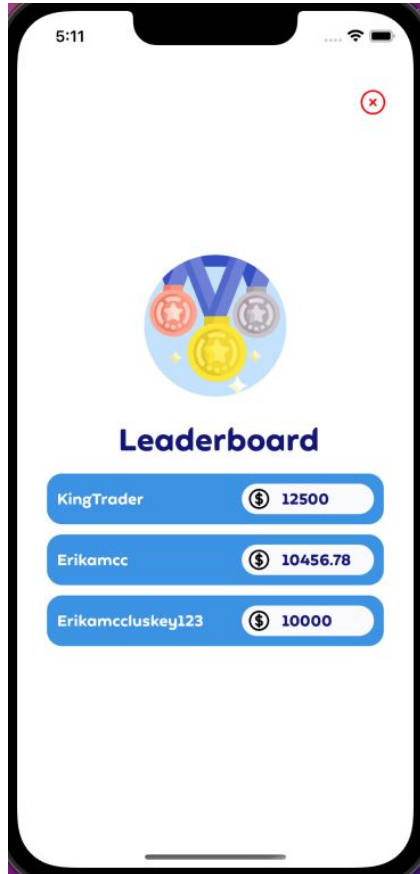 5:11
Leaderboard
KingTrader $ 12500
Erikamcc $ 10456.78
Erikamccluskey123 $ 10000